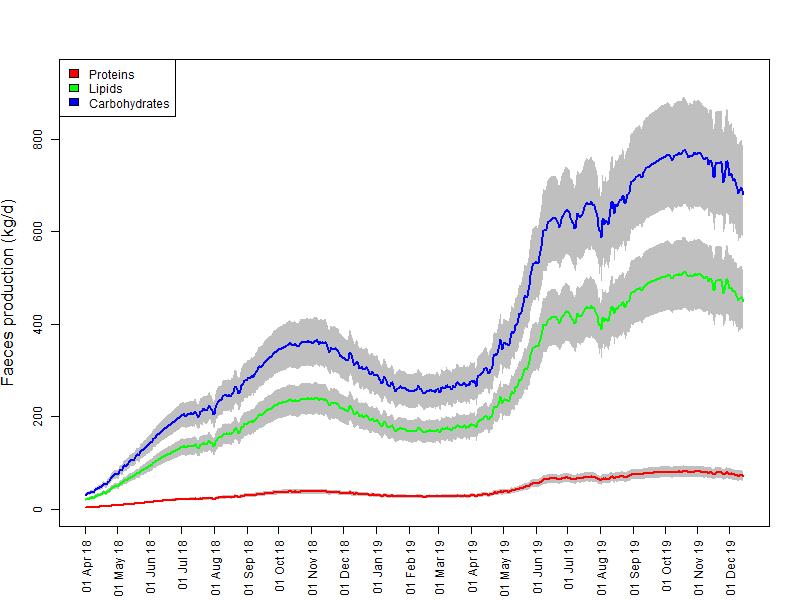 Proteins
Lipids
Carbohydrates
Faeces production (kg/d)
800
600
400
200
0
01 Apr 18
01 May 18
01 Jun 18
01 Jul 18
01 Aug 18
01 Sep 18
01 Oct 18
01 Nov 18
01 Dec 18
01 Jan 19
01 Feb 19
01 Mar 19
01 Apr 19
01 May 19
01 Jun 19
01 Jul 19
01 Aug 19
01 Sep 19
01 Oct 19
01 Nov 19
01 Dec 19